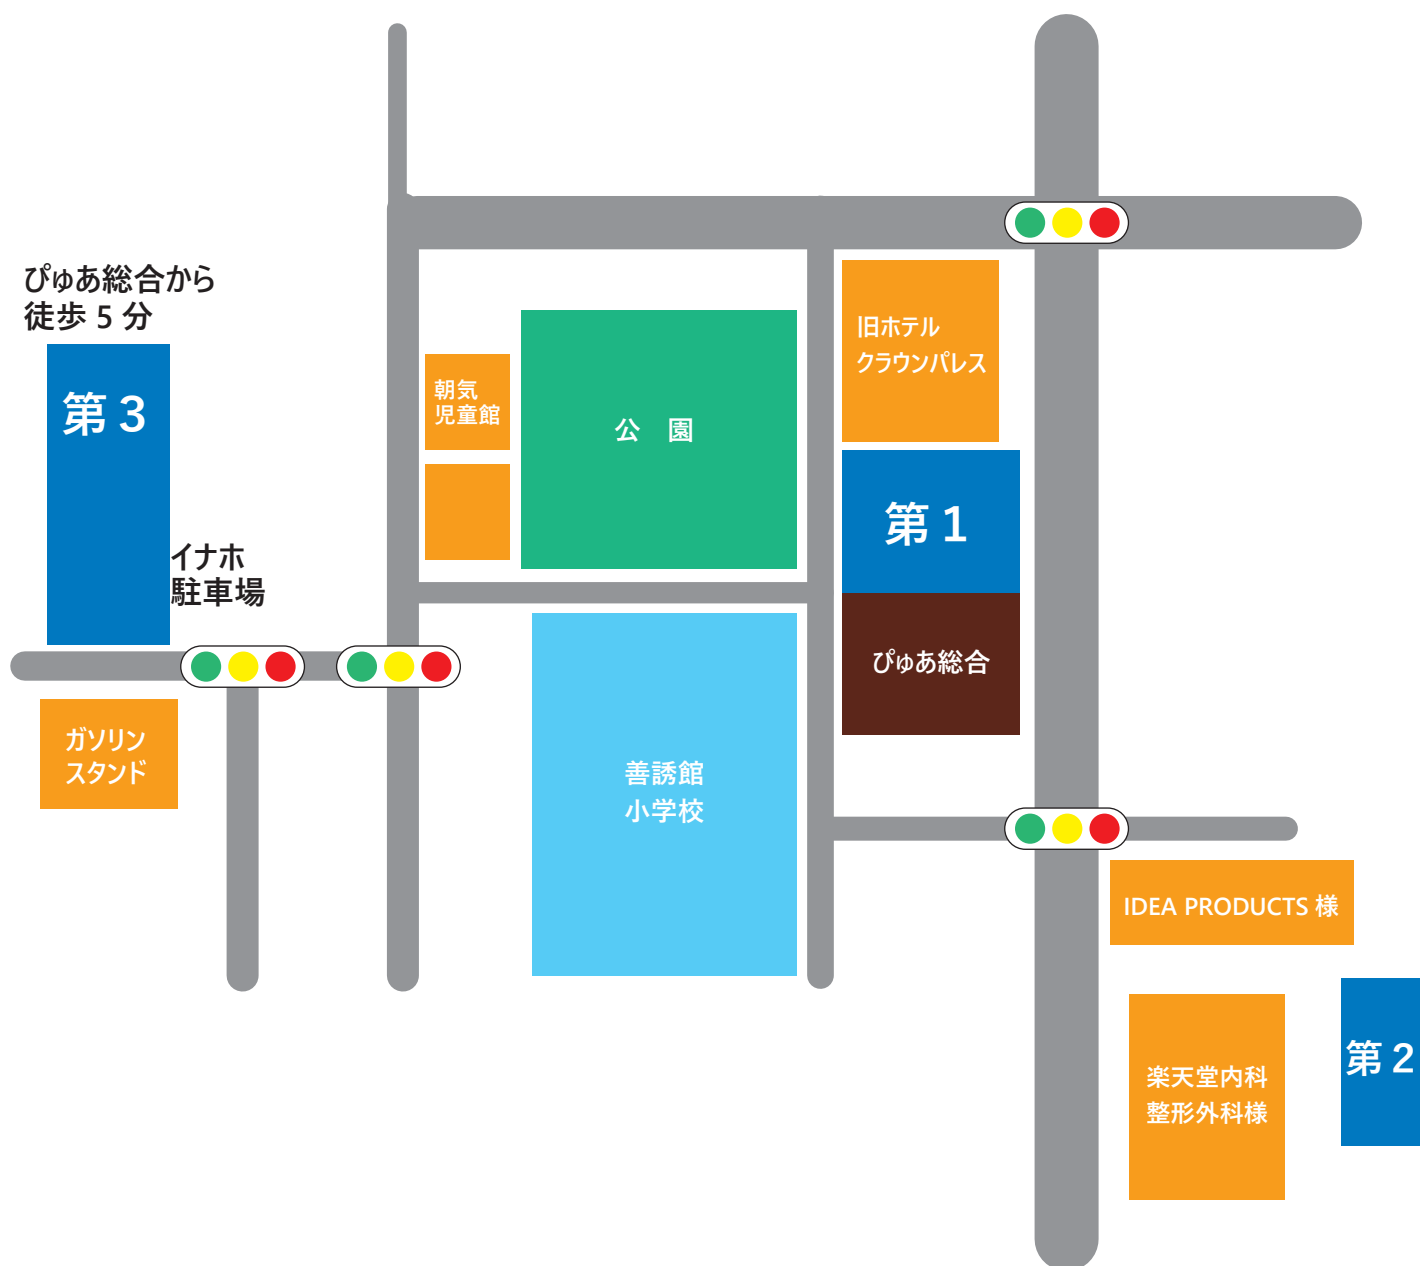 ぴゅあ総合から
徒歩 5 分
第 3
イナホ
駐車場
ガソリン
スタンド
朝気
児童館
公　園
善誘館
小学校
旧ホテル
クラウンパレス
第 1
ぴゅあ総合
IDEA PRODUCTS 様
楽天堂内科
整形外科様
第 2